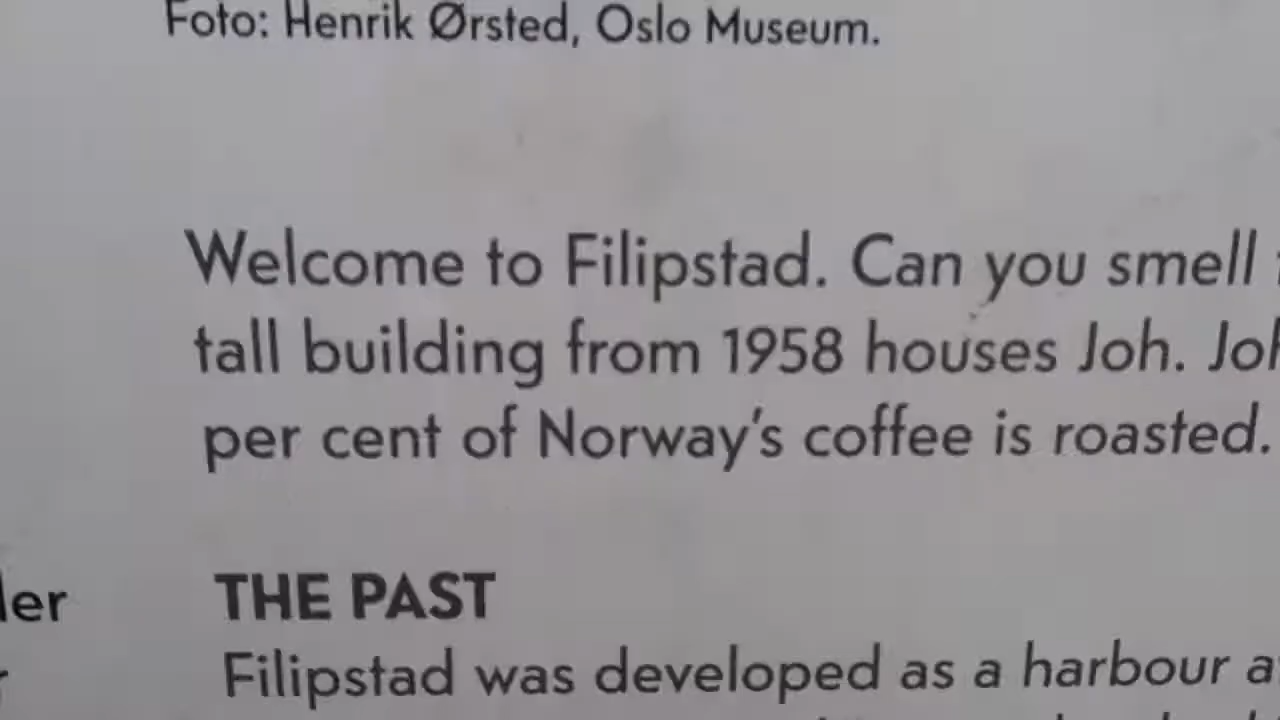 Foto: Henrik Ørsted, Oslo Museum.
Welcome to Filipstad. Can you smell
tall building from 1958 houses Joh.
per cent of Norway's coffee is roasted.
THE PAST
Filipstad was developed as a harbour